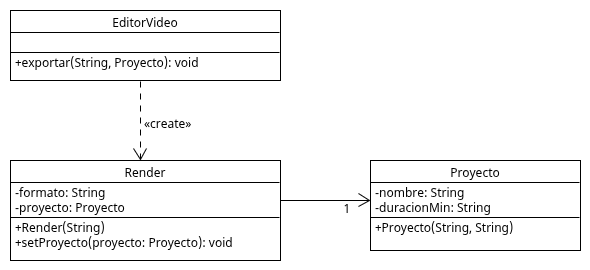 EditorVideo
+exportar(String, Proyecto): void
«create»
Render
-formato: String
-proyecto: Proyecto
+Render(String)
+setProyecto(proyecto: Proyecto): void
1
Proyecto
-nombre: String
-duracionMin: String
+Proyecto(String, String)